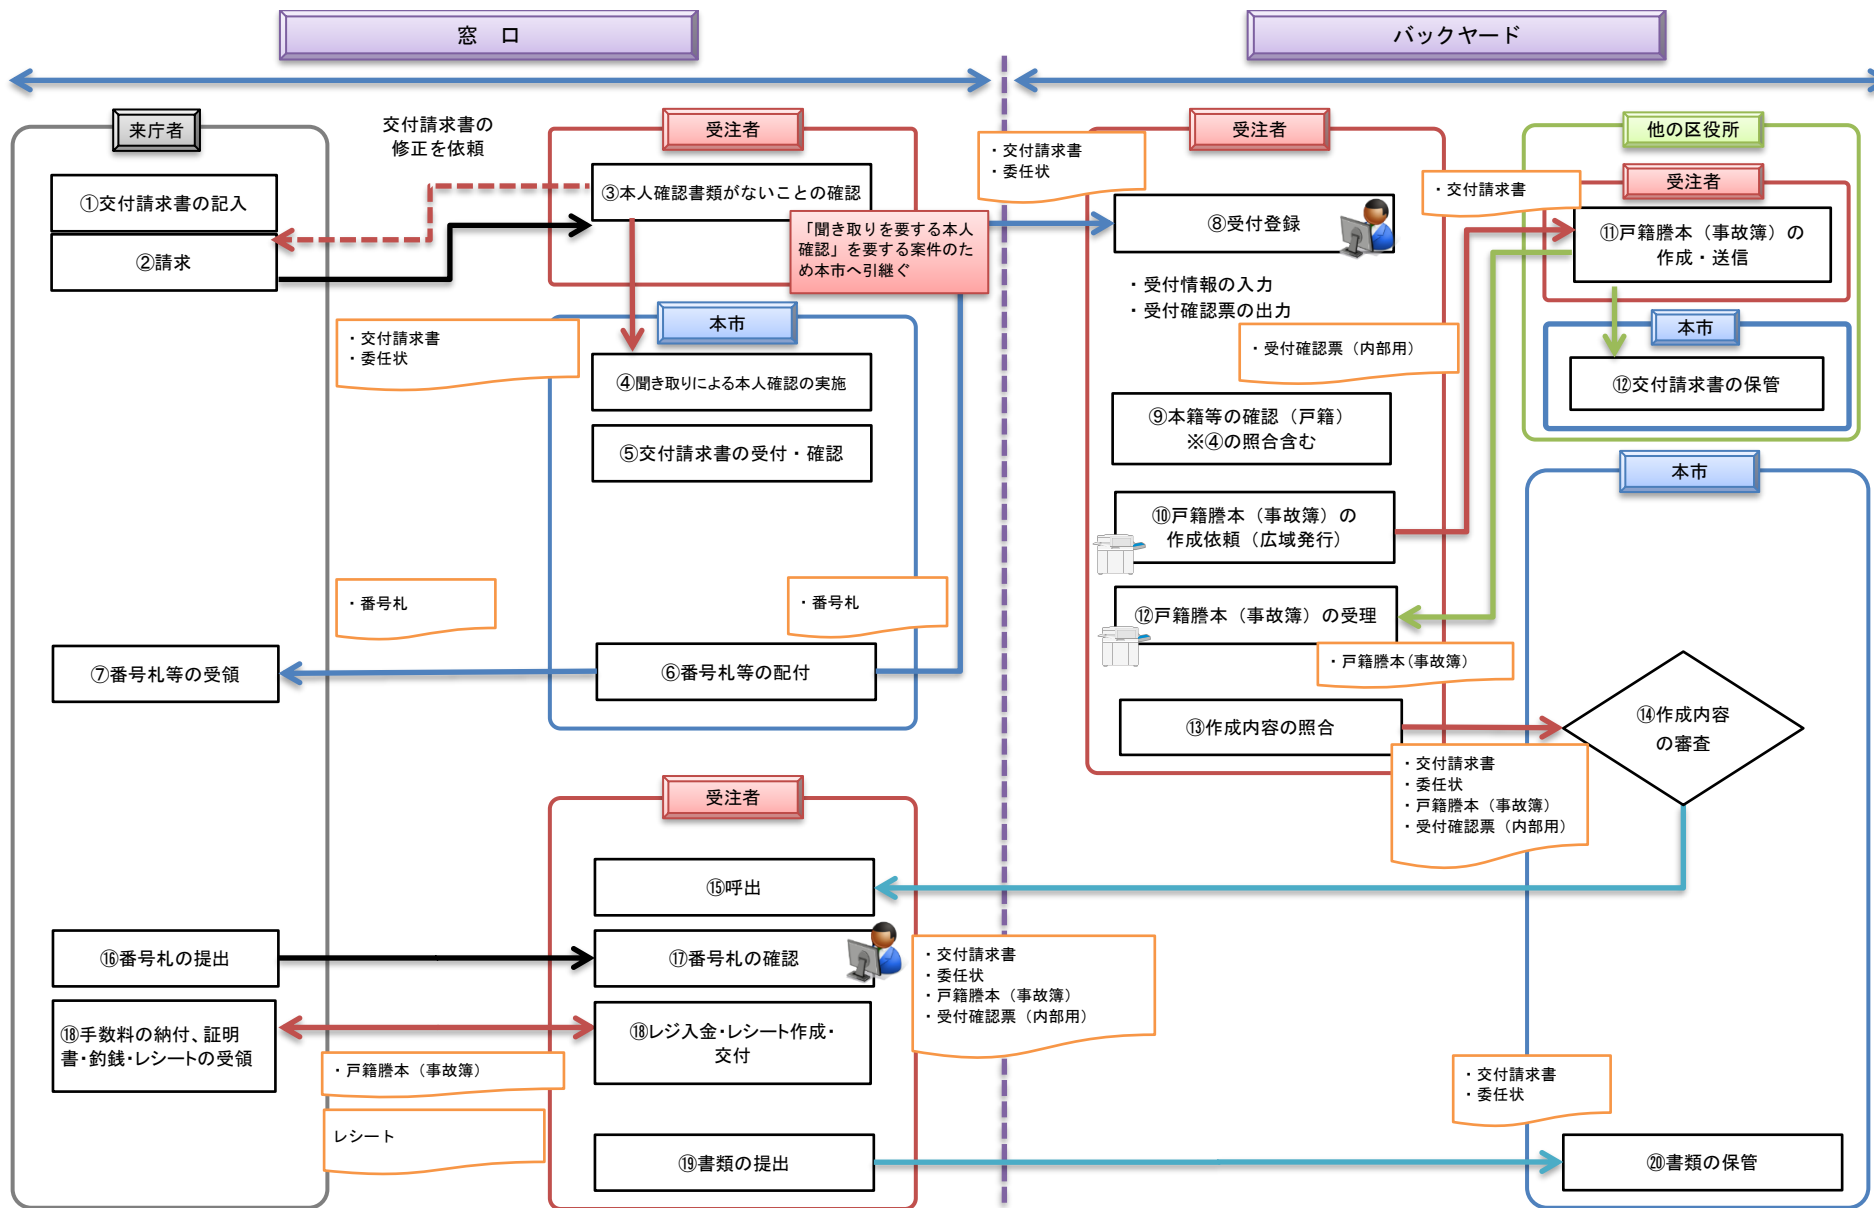 窓　口
バックヤード
来庁者
①交付請求書の記入
②請求
⑦番号札等の受領
⑯番号札の提出
⑱手数料の納付、証明
書・釣銭・レシートの受領
交付請求書の
修正を依頼
受注者
③本人確認書類がないことの確認
「聞き取りを要する本人
確認」を要する案件のた
め本市へ引継ぐ
・交付請求書
・委任状
本市
④聞き取りによる本人確認の実施
⑤交付請求書の受付・確認
・番号札
・番号札
⑥番号札等の配付
受注者
⑮呼出
⑰番号札の確認
⑱レジ入金・レシート作成・
交付
・戸籍謄本（事故簿）
レシート
⑲書類の提出
・交付請求書
・委任状
・戸籍謄本（事故簿）
・受付確認票（内部用）
・交付請求書
・委任状
受注者
⑧受付登録
・受付情報の入力
・受付確認票の出力
・受付確認票（内部用）
⑨本籍等の確認（戸籍）
※④の照合含む
⑩戸籍謄本（事故簿）の
作成依頼（広域発行）
⑫戸籍謄本（事故簿）の受理
・戸籍謄本（事故簿）
⑬作成内容の照合
・交付請求書
・委任状
・戸籍謄本（事故簿）
・受付確認票（内部用）
他の区役所
・交付請求書
受注者
⑪戸籍謄本（事故簿）の
作成・送信
本市
⑫交付請求書の保管
本市
⑭作成内容
の審査
・交付請求書
・委任状
⑳書類の保管